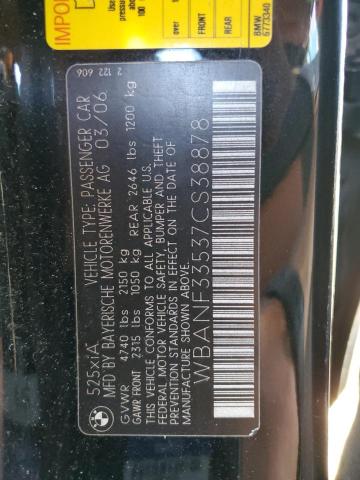 IMPOR
FRONT
REAR
BMW
6773340
100
2 122 606
525xiA
VEHICLE TYPE: PASSENGER CAR
MFD BY BAYERISCHE MOTORENWERKE AG 03/06
GVWR 4740 lbs 2150 kg
GAWR FRONT 2315 lbs 1050 kg REAR 2646 lbs 1200 kg
THIS VEHICLE CONFORMS TO ALL APPLICABLE U.S.
FEDERAL MOTOR VEHICLE SAFETY, BUMPER AND THEFT
PREVENTION STANDARDS IN EFFECT ON THE DATE OF
MANUFACTURE SHOWN ABOVE.
WBANF33537CS38878